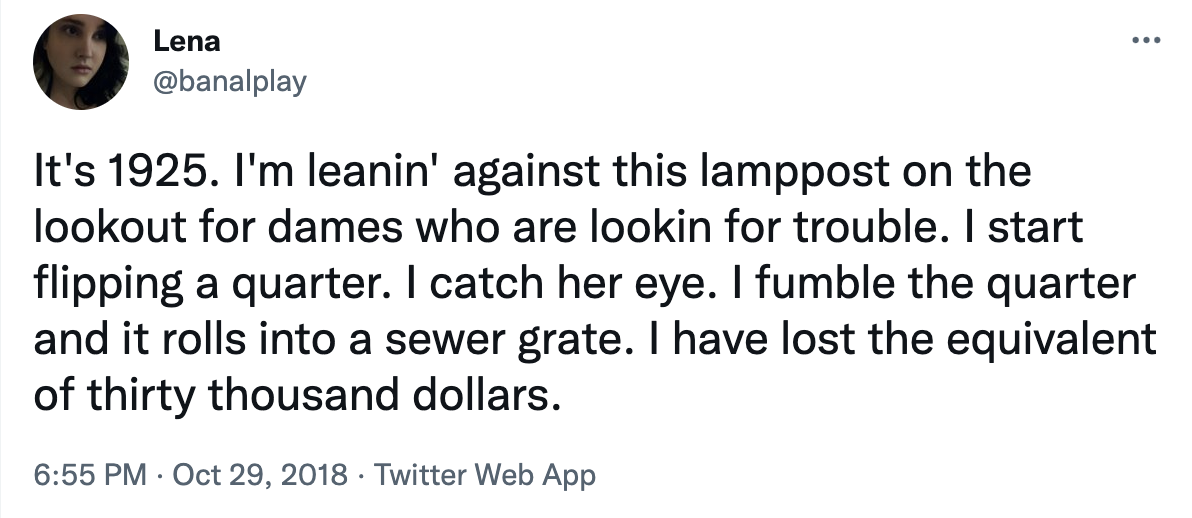 Lena
@banalplay
It's 1925. I'm leanin' against this lamppost on the
lookout for dames who are lookin for trouble. I start
flipping a quarter. I catch her eye. I fumble the quarter
and it rolls into a sewer grate. I have lost the equivalent
of thirty thousand dollars.
6:55 PM · Oct 29, 2018 · Twitter Web App